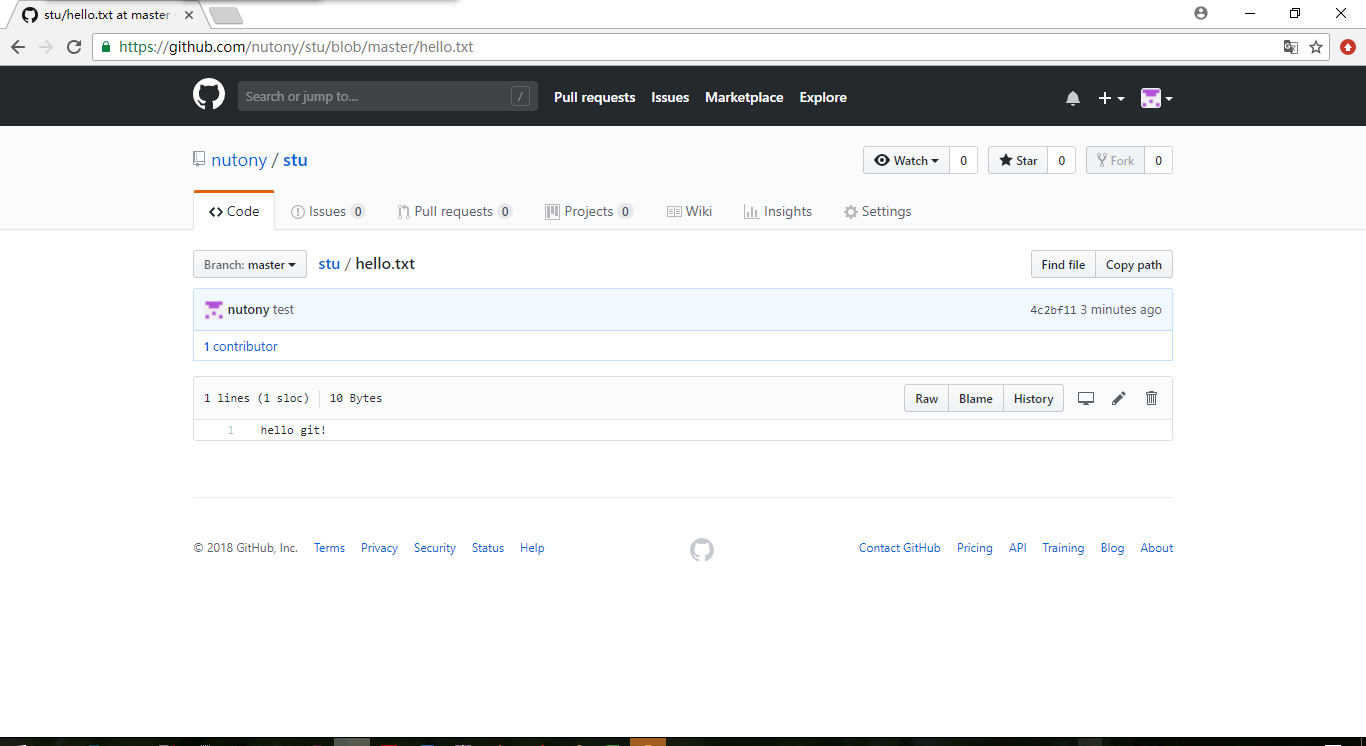 stu/hello.txt at master
https://github.com/nutony/stu/blob/master/hello.txt
Search or jump to... / Pull requests Issues Marketplace Explore
nutony / stu Watch 0 Star 0 Fork 0
Code Issues 0 Pull requests 0 Projects 0 Wiki Insights Settings
Branch: master stu / hello.txt Find file Copy path
nutony test 4c2bf11 3 minutes ago
1 contributor
1 lines (1 sloc) 10 Bytes Raw Blame History
1 hello git!
© 2018 GitHub, Inc. Terms Privacy Security Status Help Contact GitHub Pricing API Training Blog About